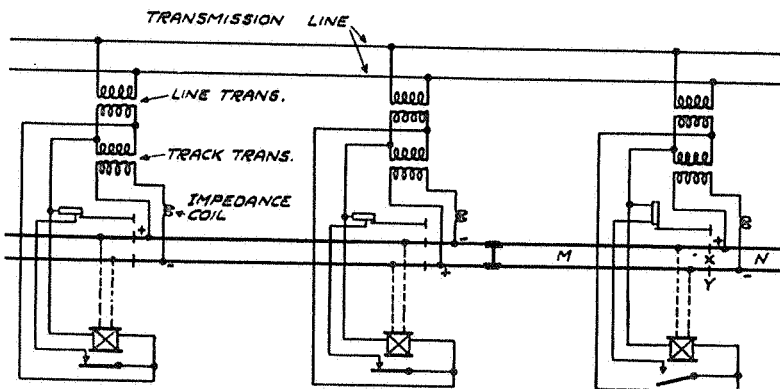 TRANSMISSION LINE
LINE TRANS.
TRACK TRANS.
IMPEDANCE
COIL
+
-
-
+
M
+
X
N
Y
-